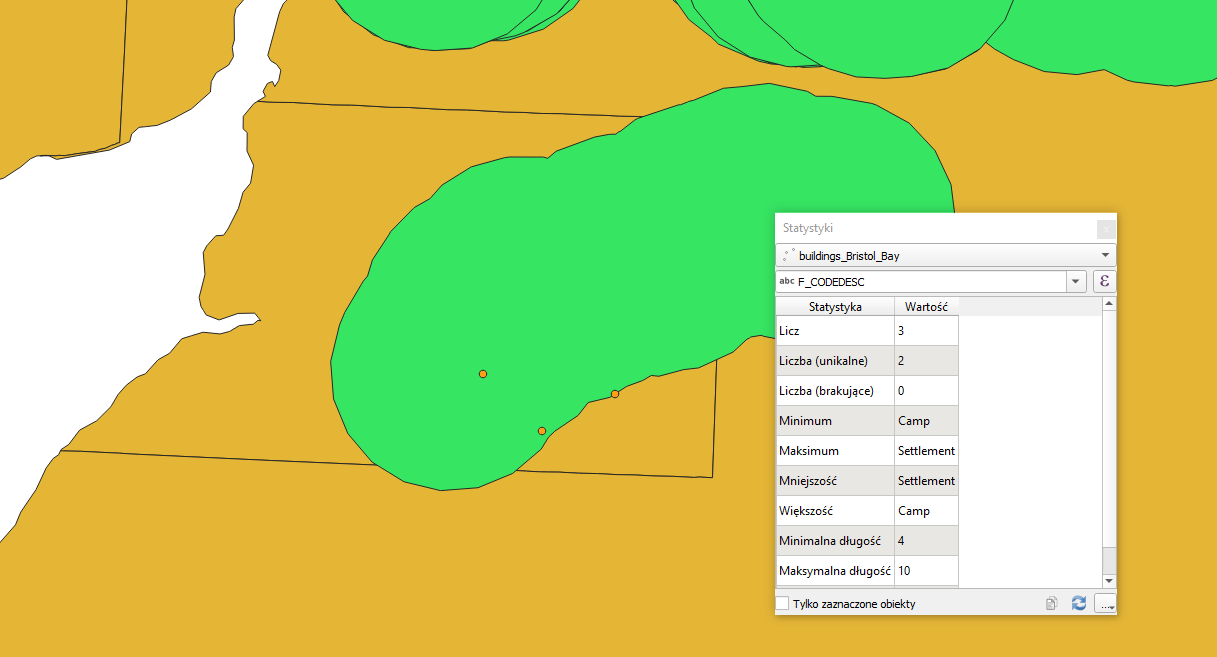 Statystyki
buildings_Bristol_Bay
abc F_CODEDESC ε
Statystyka Wartość
Licz 3
Liczba (unikalne) 2
Liczba (brakujące) 0
Minimum Camp
Maksimum Settlement
Mniejszość Settlement
Większość Camp
Minimalna długość 4
Maksymalna długość 10
Tylko zaznaczone obiekty ...